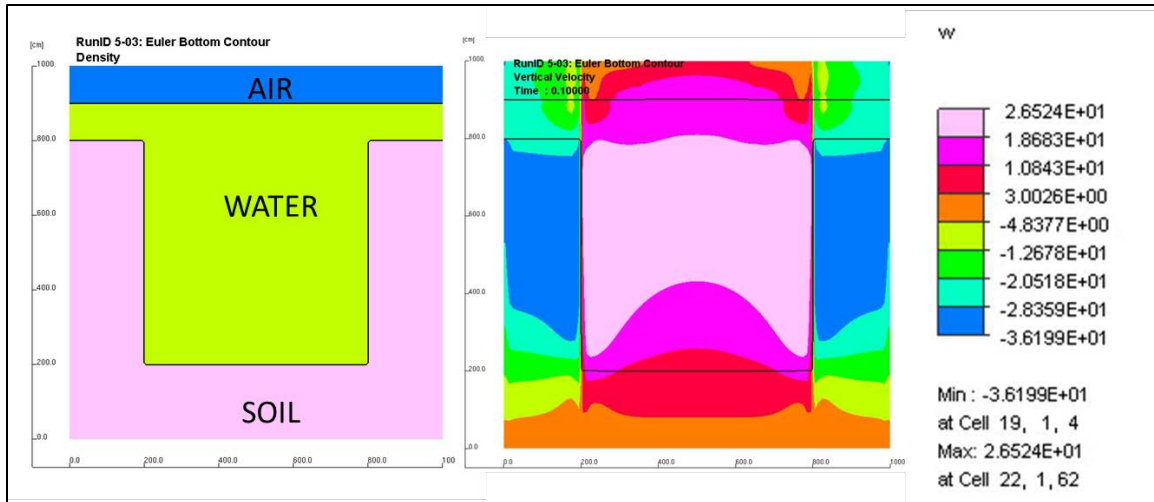 [cm]
RunID 5-03: Euler Bottom Contour
Density
1000.
800.0
600.0
400.0
200.0
0.0
0.0
200.0
400.0
600.0
800.0
100
AIR
WATER
SOIL
[cm]
RunID 5-03: Euler Bottom Contour
Vertical Velocity
Time : 0.10000
1000.
800.0
600.0
400.0
200.0
0.0
0.0
200.0
400.0
600.0
800.0
1000
W
2.6524E+01
1.8683E+01
1.0843E+01
3.0026E+00
-4.8377E+00
-1.2678E+01
-2.0518E+01
-2.8359E+01
-3.6199E+01
Min : -3.6199E+01
at Cell 19, 1, 4
Max: 2.6524E+01
at Cell 22, 1, 62